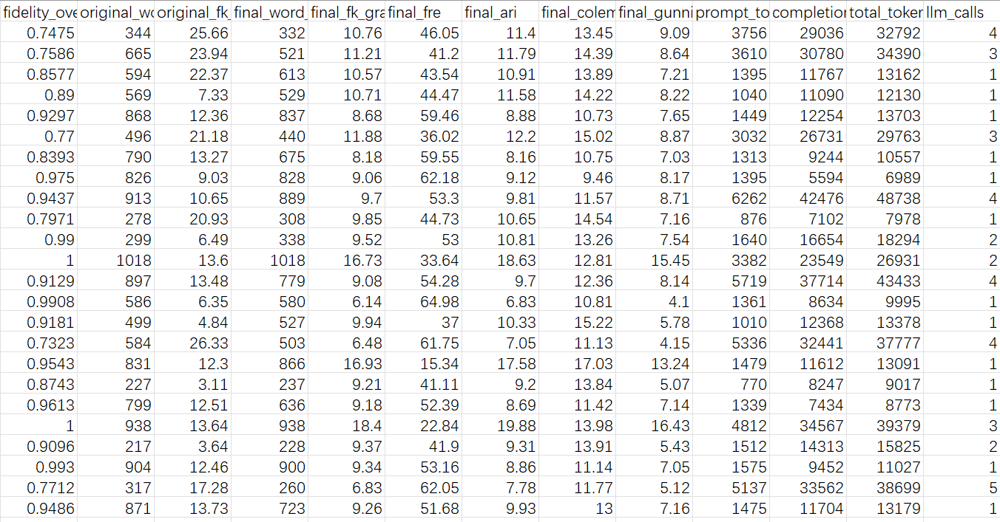 fidelity_ove original_wo original_fk_ final_word_ final_fk_gra final_fre final_ari final_colem final_gunni prompt_to completion total_token llm_calls
0.7475 344 25.66 332 10.76 46.05 11.4 13.45 9.09 3756 29036 32792 4
0.7586 665 23.94 521 11.21 41.2 11.79 14.39 8.64 3610 30780 34390 3
0.8577 594 22.37 613 10.57 43.54 10.91 13.89 7.21 1395 11767 13162 1
0.89 569 7.33 529 10.71 44.47 11.58 14.22 8.22 1040 11090 12130 1
0.9297 868 12.36 837 8.68 59.46 8.88 10.73 7.65 1449 12254 13703 1
0.77 496 21.18 440 11.88 36.02 12.2 15.02 8.87 3032 26731 29763 3
0.8393 790 13.27 675 8.18 59.55 8.16 10.75 7.03 1313 9244 10557 1
0.975 826 9.03 828 9.06 62.18 9.12 9.46 8.17 1395 5594 6989 1
0.9437 913 10.65 889 9.7 53.3 9.81 11.57 8.71 6262 42476 48738 4
0.7971 278 20.93 308 9.85 44.73 10.65 14.54 7.16 876 7102 7978 1
0.99 299 6.49 338 9.52 53 10.81 13.26 7.54 1640 16654 18294 2
1 1018 13.6 1018 16.73 33.64 18.63 12.81 15.45 3382 23549 26931 2
0.9129 897 13.48 779 9.08 54.28 9.7 12.36 8.14 5719 37714 43433 4
0.9908 586 6.35 580 6.14 64.98 6.83 10.81 4.1 1361 8634 9995 1
0.9181 499 4.84 527 9.94 37 10.33 15.22 5.78 1010 12368 13378 1
0.7323 584 26.33 503 6.48 61.75 7.05 11.13 4.15 5336 32441 37777 4
0.9543 831 12.3 866 16.93 15.34 17.58 17.03 13.24 1479 11612 13091 1
0.8743 227 3.11 237 9.21 41.11 9.2 13.84 5.07 770 8247 9017 1
0.9613 799 12.51 636 9.18 52.39 8.69 11.42 7.14 1339 7434 8773 1
1 938 13.64 938 18.4 22.84 19.88 13.98 16.43 4812 34567 39379 3
0.9096 217 3.64 228 9.37 41.9 9.31 13.91 5.43 1512 14313 15825 2
0.993 904 12.46 900 9.34 53.16 8.86 11.14 7.05 1575 9452 11027 1
0.7712 317 17.28 260 6.83 62.05 7.78 11.77 5.12 5137 33562 38699 5
0.9486 871 13.73 723 9.26 51.68 9.93 13 7.16 1475 11704 13179 1